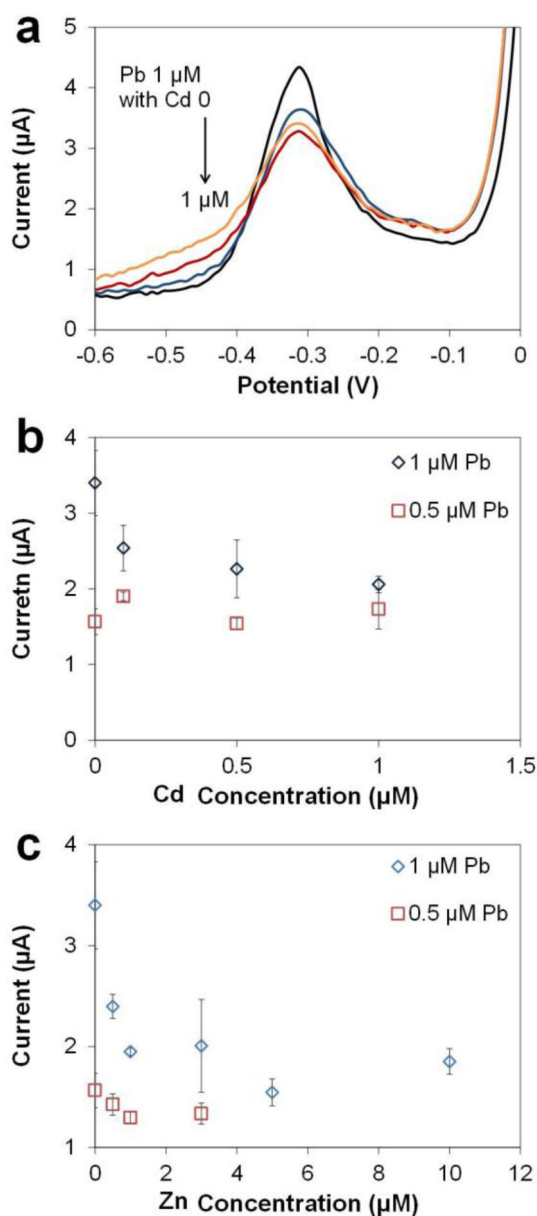 a
5
4
3
2
1
0
Current (µA)
Pb 1 µM
with Cd 0
1 µM
-0.6 -0.5 -0.4 -0.3 -0.2 -0.1 0
Potential (V)
b
4
3
2
1
0
Curretn (µA)
1 µM Pb
0.5 µM Pb
0 0.5 1 1.5
Cd Concentration (µM)
c
4
3
2
1
Current (µA)
1 µM Pb
0.5 µM Pb
0 2 4 6 8 10 12
Zn Concentration (µM)